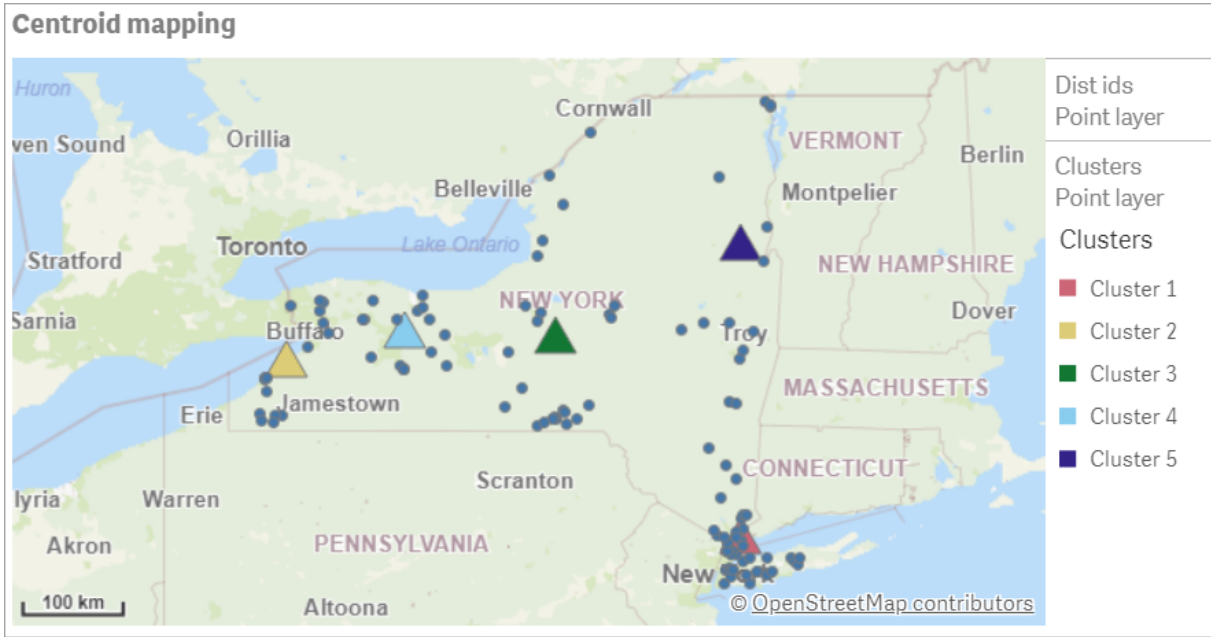 Centroid mapping
Huron
Cornwall
Orillia
wen Sound
VERMONT
Berlin
Belleville
Montpelier
Toronto
Lake Ontario
Stratford
NEW HAMPSHIRE
NEW YORK
Sarnia
Buffalo
Dover
Troy
Jamestown
MASSACHUSETTS
Erie
Scranton
CONNECTICUT
lyria
Warren
Akron
PENNSYLVANIA
New York
100 km
Altoona
© OpenStreetMap contributors
Dist ids
Point layer
Clusters
Point layer
Clusters
Cluster 1
Cluster 2
Cluster 3
Cluster 4
Cluster 5